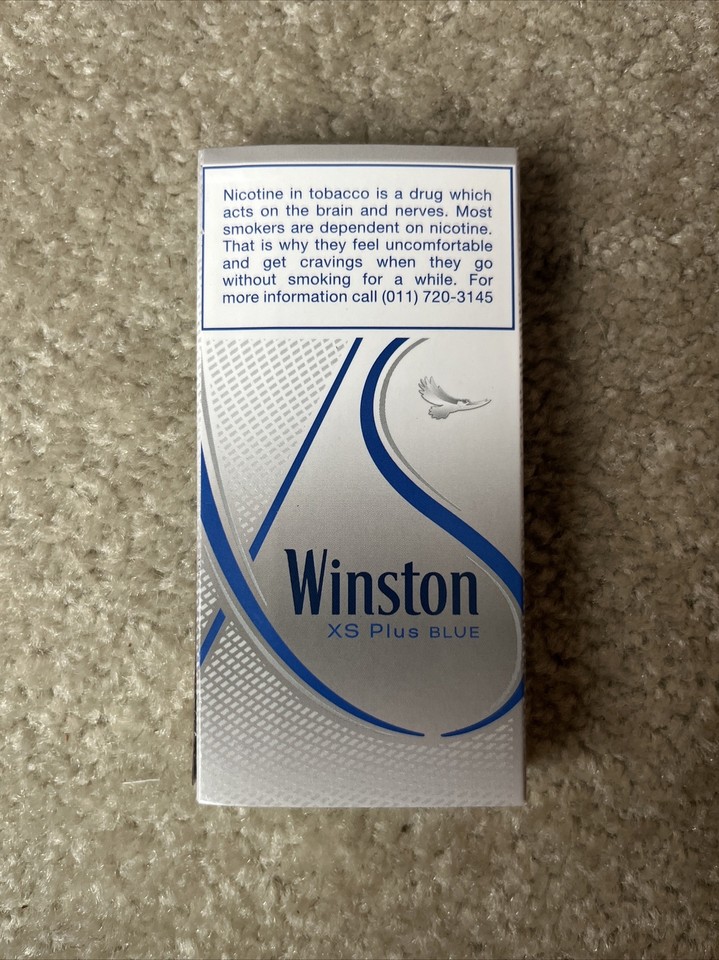 Nicotine in tobacco is a drug which
acts on the brain and nerves. Most
smokers are dependent on nicotine.
That is why they feel uncomfortable
and get cravings when they go
without smoking for a while. For
more information call (011) 720-3145
Winston
XS Plus BLUE